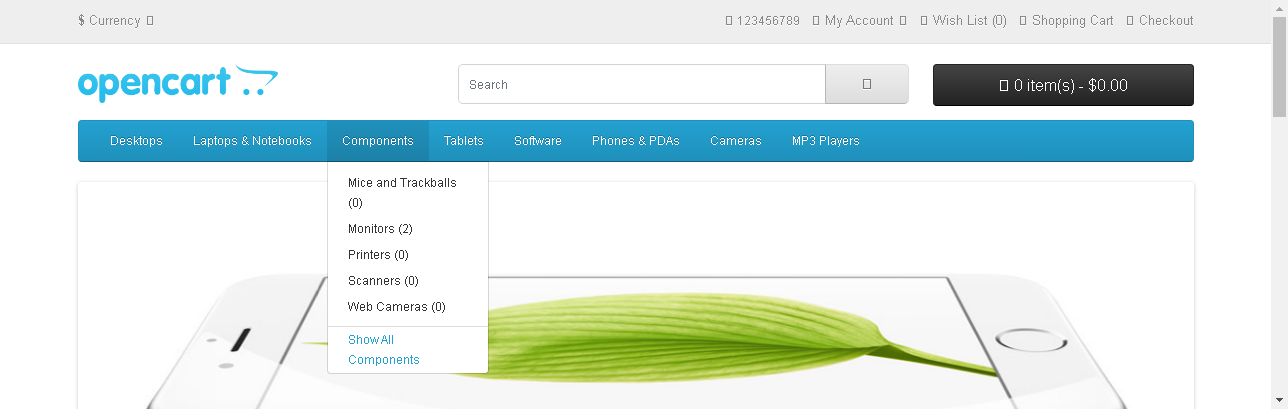 $ Currency
123456789 My Account Wish List (0) Shopping Cart Checkout
opencart
Search
0 item(s) - $0.00
Desktops Laptops & Notebooks Components Tablets Software Phones & PDAs Cameras MP3 Players
Mice and Trackballs
(0)
Monitors (2)
Printers (0)
Scanners (0)
Web Cameras (0)
Show All
Components